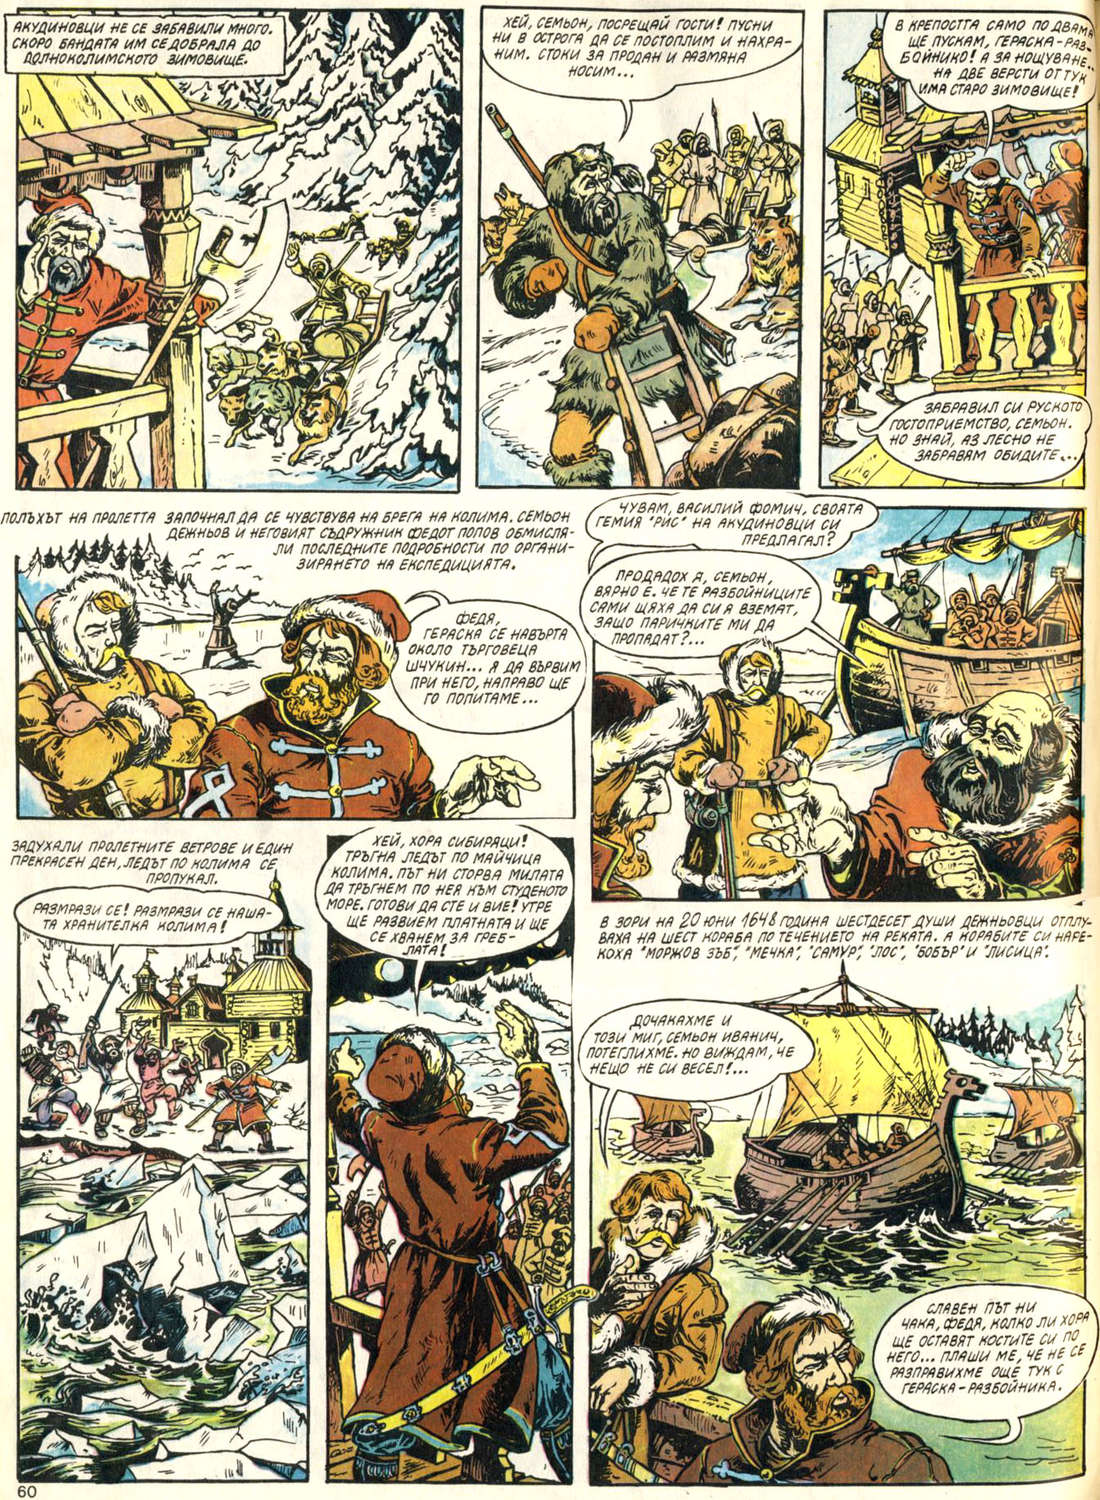 АКУДИНОВЦИ НЕ СЕ ЗАБАВИЛИ МНОГО.
СКОРО БАНДАТА ИМ СЕ ДОБРАЛА ДО
ДОЛНОКОЛИМСКОТО ЗИМОВИЩЕ.
ХЕЙ, СЕМЬОН, ПОСРЕЩАЙ ГОСТИ! ПУСНИ
НИ В ОСТРОГА ДА СЕ ПОСТОПЛИМ И НАХРА-
НИМ. СТОКИ ЗА ПРОДАН И РАЗМЯНА
НОСИМ...
В КРЕПОСТТА САМО ПО ДВАМА
ЩЕ ПУСКАМ, ГЕРАСКА-РАЗ-
БОЙНИКО! А ЗА НОЩУВАНЕ...
НА ДВЕ ВЕРСТИ ОТ ТУК
ИМА СТАРО ЗИМОВИЩЕ!
ЗАБРАВИЛ СИ РУСКОТО
ГОСТОПРИЕМСТВО, СЕМЬОН.
НО ЗНАЙ, АЗ ЛЕСНО НЕ
ЗАБРАВЯМ ОБИДИТЕ...
ПОЛЪХЪТ НА ПРОЛЕТТА ЗАПОЧНАЛ ДА СЕ ЧУВСТВУВА НА БРЕГА НА КОЛИМА. СЕМЬОН
ДЕЖНЬОВ И НЕГОВИЯТ СЪДРУЖНИК ФЕДОТ ПОПОВ ОБМИСЛЯ-
ЛИ ПОСЛЕДНИТЕ ПОДРОБНОСТИ ПО ОРГАНИ-
ЗИРАНЕТО НА ЕКСПЕДИЦИЯТА.
ФЕДЯ,
ГЕРАСКА СЕ НАВЪРТА
ОКОЛО ТЪРГОВЕЦА
ШЧУКИН... Я ДА ВЪРВИМ
ПРИ НЕГО, НАПРАВО ЩЕ
ГО ПОПИТАМЕ...
ЧУВАМ, ВАСИЛИЙ ФОМИЧ, СВОЯТА
ГЕМИЯ "РИС" НА АКУДИНОВЦИ СИ
ПРЕДЛАГАЛ?
ПРОДАДОХ Я, СЕМЬОН,
ВЯРНО Е. ЧЕ ТЕ РАЗБОЙНИЦИТЕ
САМИ ЩЯХА ДА СИ Я ВЗЕМАТ,
ЗАЩО ПАРИЧКИТЕ МИ ДА
ПРОПАДАТ?...
ЗАДУХАЛИ ПРОЛЕТНИТЕ ВЕТРОВЕ И ЕДИН
ПРЕКРАСЕН ДЕН, ЛЕДЪТ ПО КОЛИМА СЕ
ПРОПУКАЛ.
РАЗМРАЗИ СЕ! РАЗМРАЗИ СЕ НАША-
ТА ХРАНИТЕЛКА КОЛИМА!
ХЕЙ, ХОРА СИБИРЯЦИ!
ТРЪГНА ЛЕДЪТ ПО МАЙЧИЦА
КОЛИМА. ПЪТ НИ СТОРВА МИЛАТА
ДА ТРЪГНЕМ ПО НЕЯ КЪМ СТУДЕНОТО
МОРЕ. ГОТОВИ ДА СТЕ И ВИЕ! УТРЕ
ЩЕ РАЗВИЕМ ПЛАТНАТА И ЩЕ
СЕ ХВАНЕМ ЗА ГРЕБ-
ЛАТА!
В ЗОРИ НА 20 ЮНИ 1648 ГОДИНА ШЕСТДЕСЕТ ДУШИ ДЕЖНЬОВЦИ ОТПЛУ-
ВАХА НА ШЕСТ КОРАБА ПО ТЕЧЕНИЕТО НА РЕКАТА. А КОРАБИТЕ СИ НАРЕ-
КОХА "МОРЖОВ ЗЪБ", "МЕЧКА", "САМУР", "ЛОС", "БОБЪР" И "ЛИСИЦА".
ДОЧАКАХМЕ И
ТОЗИ МИГ, СЕМЬОН ИВАНИЧ,
ПОТЕГЛИХМЕ. НО ВИЖДАМ, ЧЕ
НЕЩО НЕ СИ ВЕСЕЛ!...
СЛАВЕН ПЪТ НИ
ЧАКА, ФЕДЯ, КОЛКО ЛИ ХОРА
ЩЕ ОСТАВЯТ КОСТИТЕ СИ ПО
НЕГО... ПЛАШИ МЕ, ЧЕ НЕ СЕ
РАЗПРАВИХМЕ ОЩЕ ТУК С
ГЕРАСКА-РАЗБОЙНИКА.
60